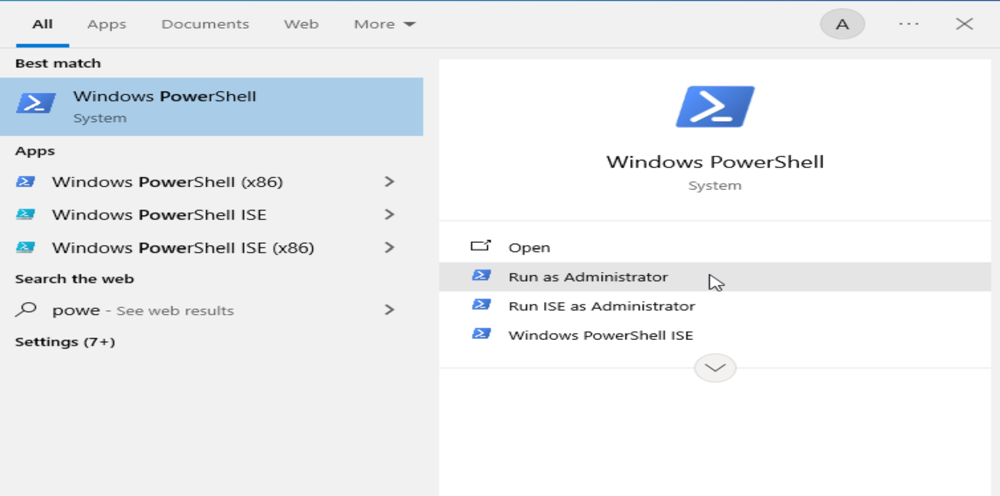 All Apps Documents Web More A
Best match
Windows PowerShell
System
Apps
Windows PowerShell (x86)
Windows PowerShell ISE
Windows PowerShell ISE (x86)
Search the web
powe - See web results
Settings (7+)
Windows PowerShell
System
Open
Run as Administrator
Run ISE as Administrator
Windows PowerShell ISE